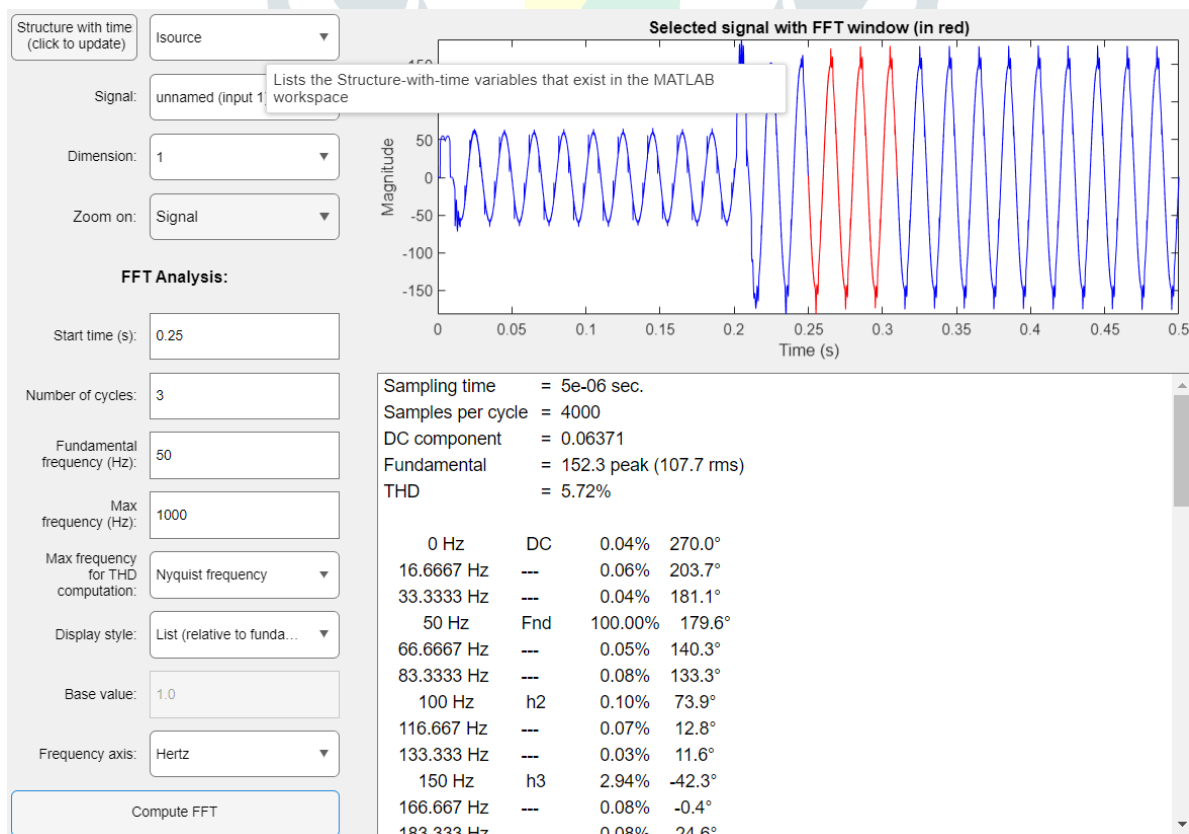 Structure with time
(click to update)
Isource
Signal:
unnamed (input 1)
Lists the Structure-with-time variables that exist in the MATLAB
workspace
Dimension:
1
Zoom on:
Signal
FFT Analysis:
Start time (s):
0.25
Number of cycles:
3
Fundamental
frequency (Hz):
50
Max
frequency (Hz):
1000
Max frequency
for THD
computation:
Nyquist frequency
Display style:
List (relative to funda...
Base value:
1.0
Frequency axis:
Hertz
Compute FFT
Selected signal with FFT window (in red)
Magnitude
150
50
0
-50
-100
-150
0 0.05 0.1 0.15 0.2 0.25 0.3 0.35 0.4 0.45 0.5
Time (s)
Sampling time = 5e-06 sec.
Samples per cycle = 4000
DC component = 0.06371
Fundamental = 152.3 peak (107.7 rms)
THD = 5.72%
0 Hz DC 0.04% 270.0°
16.6667 Hz --- 0.06% 203.7°
33.3333 Hz --- 0.04% 181.1°
50 Hz Fnd 100.00% 179.6°
66.6667 Hz --- 0.05% 140.3°
83.3333 Hz --- 0.08% 133.3°
100 Hz h2 0.10% 73.9°
116.667 Hz --- 0.07% 12.8°
133.333 Hz --- 0.03% 11.6°
150 Hz h3 2.94% -42.3°
166.667 Hz --- 0.08% -0.4°
183.333 Hz --- 0.08%